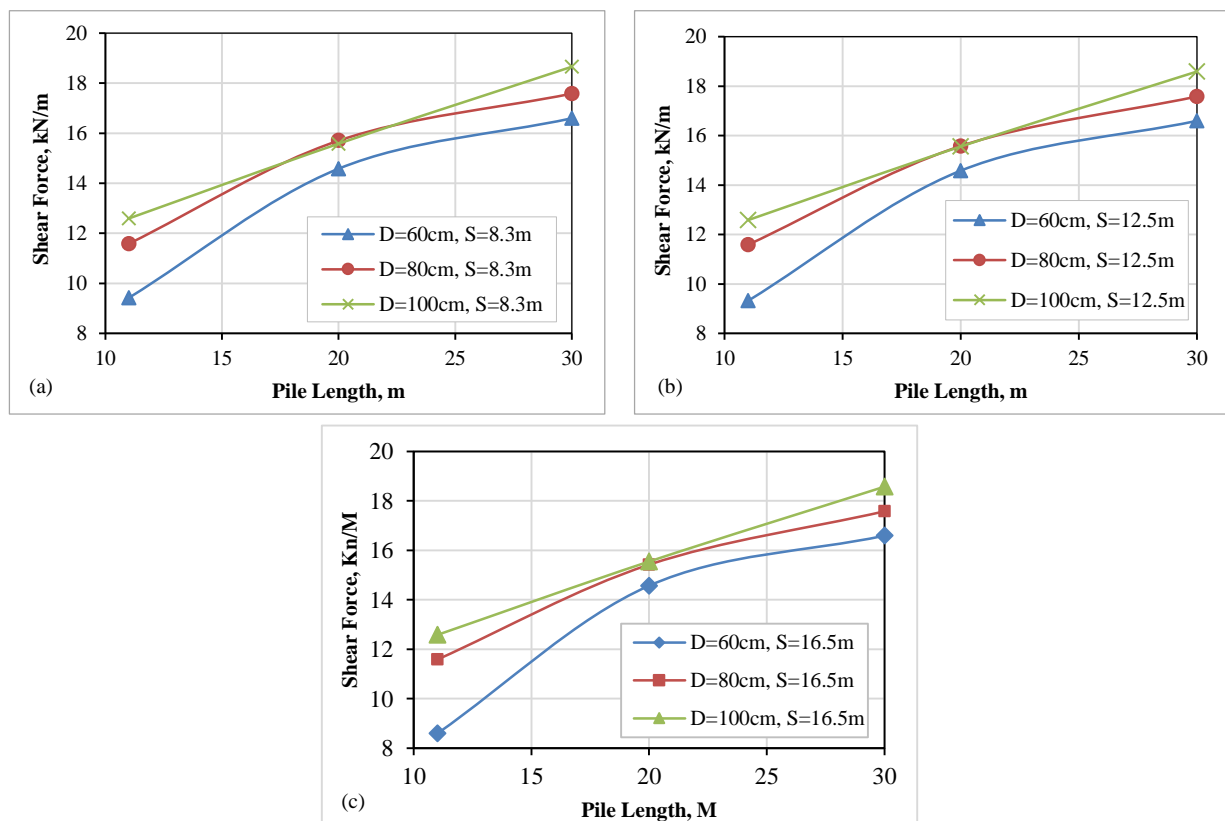 20
18
16
14
12
10
8
Shear Force, kN/m
10 15 20 25 30
Pile Length, m
D=60cm, S=8.3m
D=80cm, S=8.3m
D=100cm, S=8.3m
(a)
20
18
16
14
12
10
8
Shear Force, kN/m
10 15 20 25 30
Pile Length, m
D=60cm, S=12.5m
D=80cm, S=12.5m
D=100cm, S=12.5m
(b)
20
18
16
14
12
10
8
Shear Force, Kn/M
10 15 20 25 30
Pile Length, M
D=60cm, S=16.5m
D=80cm, S=16.5m
D=100cm, S=16.5m
(c)